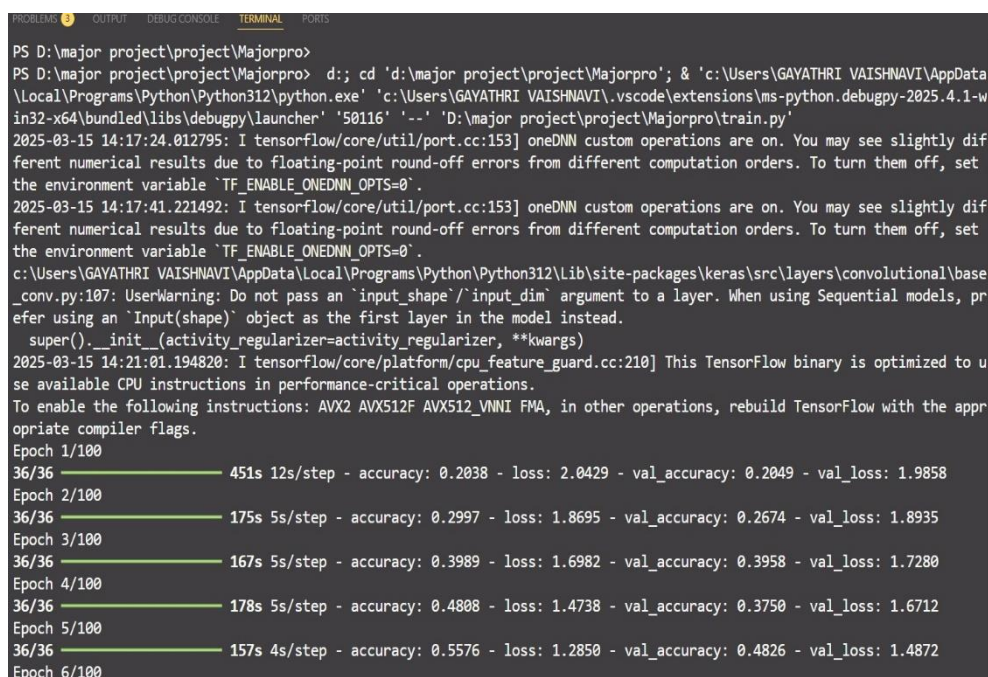 PROBLEMS 3 OUTPUT DEBUG CONSOLE TERMINAL PORTS
PS D:\major project\project\Majorpro>
PS D:\major project\project\Majorpro>  d:; cd 'd:\major project\project\Majorpro'; & 'c:\Users\GAYATHRI VAISHNAVI\AppData
\Local\Programs\Python\Python312\python.exe' 'c:\Users\GAYATHRI VAISHNAVI\.vscode\extensions\ms-python.debugpy-2025.4.1-w
in32-x64\bundled\libs\debugpy\launcher' '50116' '--' 'D:\major project\project\Majorpro\train.py'
2025-03-15 14:17:24.012795: I tensorflow/core/util/port.cc:153] oneDNN custom operations are on. You may see slightly dif
ferent numerical results due to floating-point round-off errors from different computation orders. To turn them off, set
the environment variable `TF_ENABLE_ONEDNN_OPTS=0`.
2025-03-15 14:17:41.221492: I tensorflow/core/util/port.cc:153] oneDNN custom operations are on. You may see slightly dif
ferent numerical results due to floating-point round-off errors from different computation orders. To turn them off, set
the environment variable `TF_ENABLE_ONEDNN_OPTS=0`.
c:\Users\GAYATHRI VAISHNAVI\AppData\Local\Programs\Python\Python312\Lib\site-packages\keras\src\layers\convolutional\base
_conv.py:107: UserWarning: Do not pass an `input_shape`/`input_dim` argument to a layer. When using Sequential models, pr
efer using an `Input(shape)` object as the first layer in the model instead.
  super().__init__(activity_regularizer=activity_regularizer, **kwargs)
2025-03-15 14:21:01.194820: I tensorflow/core/platform/cpu_feature_guard.cc:210] This TensorFlow binary is optimized to u
se available CPU instructions in performance-critical operations.
To enable the following instructions: AVX2 AVX512F AVX512_VNNI FMA, in other operations, rebuild TensorFlow with the appr
opriate compiler flags.
Epoch 1/100
36/36 451s 12s/step - accuracy: 0.2038 - loss: 2.0429 - val_accuracy: 0.2049 - val_loss: 1.9858
Epoch 2/100
36/36 175s 5s/step - accuracy: 0.2997 - loss: 1.8695 - val_accuracy: 0.2674 - val_loss: 1.8935
Epoch 3/100
36/36 167s 5s/step - accuracy: 0.3989 - loss: 1.6982 - val_accuracy: 0.3958 - val_loss: 1.7280
Epoch 4/100
36/36 178s 5s/step - accuracy: 0.4808 - loss: 1.4738 - val_accuracy: 0.3750 - val_loss: 1.6712
Epoch 5/100
36/36 157s 4s/step - accuracy: 0.5576 - loss: 1.2850 - val_accuracy: 0.4826 - val_loss: 1.4872
Epoch 6/100